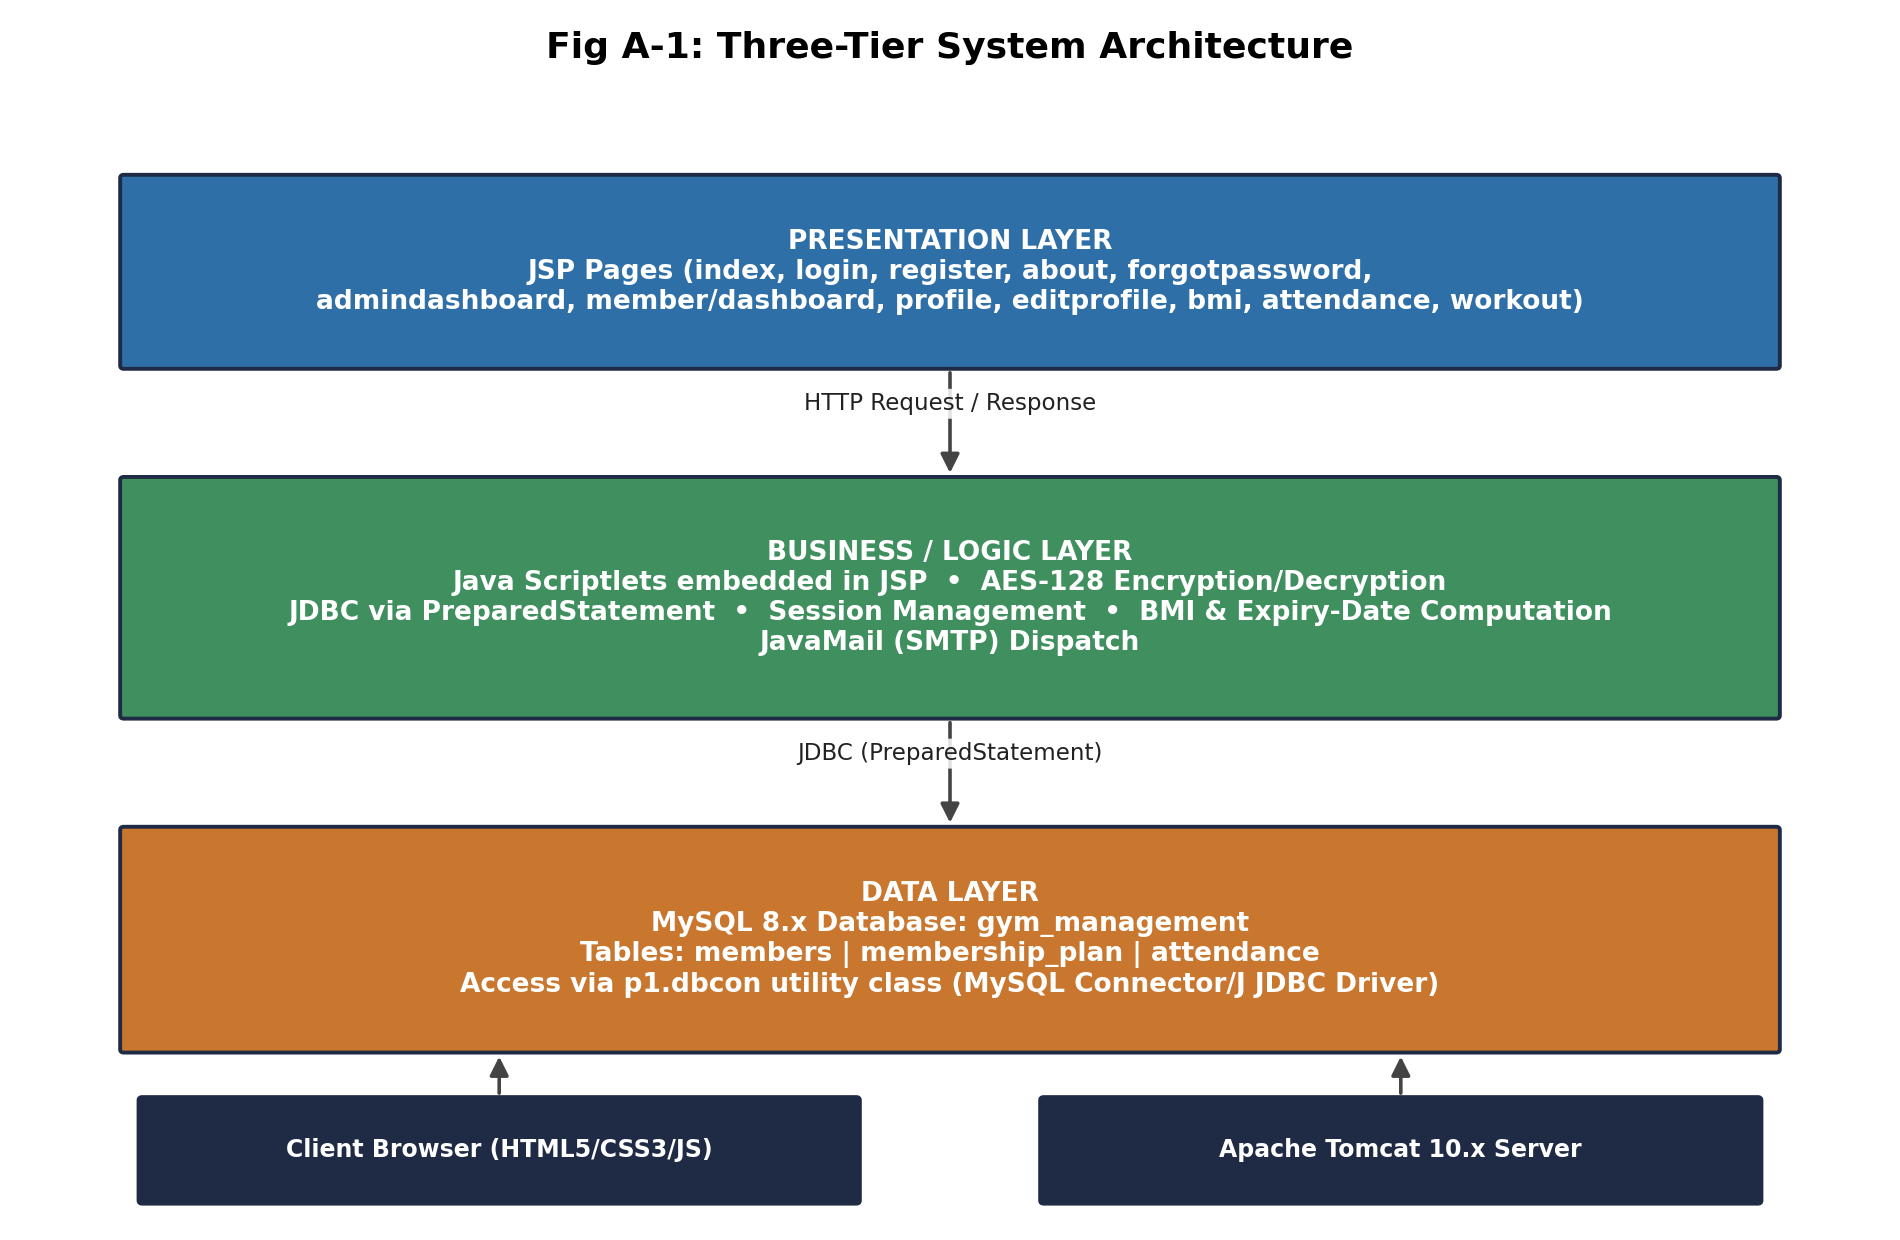 Fig A-1: Three-Tier System Architecture
PRESENTATION LAYER
JSP Pages (index, login, register, about, forgotpassword,
admindashboard, member/dashboard, profile, editprofile, bmi, attendance, workout)
HTTP Request / Response
BUSINESS / LOGIC LAYER
Java Scriptlets embedded in JSP • AES-128 Encryption/Decryption
JDBC via PreparedStatement • Session Management • BMI & Expiry-Date Computation
JavaMail (SMTP) Dispatch
JDBC (PreparedStatement)
DATA LAYER
MySQL 8.x Database: gym_management
Tables: members | membership_plan | attendance
Access via p1.dbcon utility class (MySQL Connector/J JDBC Driver)
Client Browser (HTML5/CSS3/JS)
Apache Tomcat 10.x Server